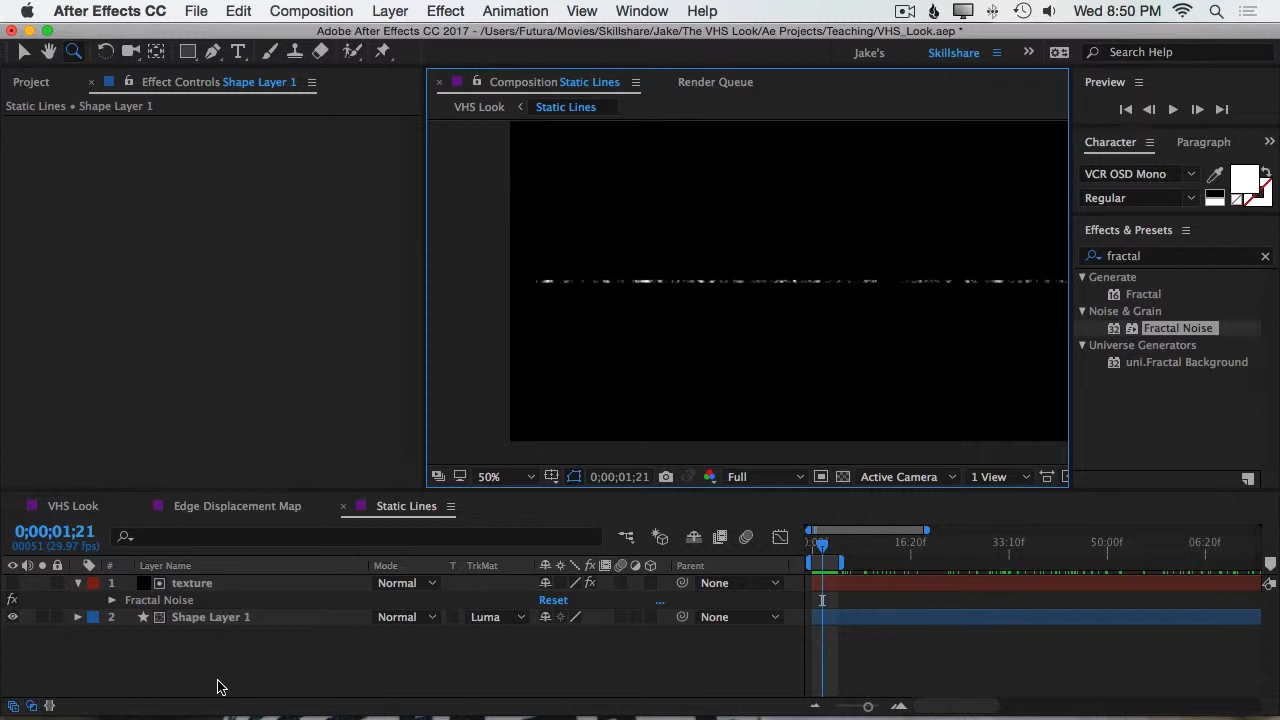 After Effects CC File Edit Composition Layer Effect Animation View Window Help Wed 8:50 PM
Adobe After Effects CC 2017 - /Users/Futura/Movies/Skillshare/Jake/The VHS Look/Ae Projects/Teaching/VHS_Look.aep *
Jake's Skillshare Search Help
Project Effect Controls Shape Layer 1 Composition Static Lines Render Queue Preview
Static Lines • Shape Layer 1 VHS Look Static Lines
Character Paragraph
VCR OSD Mono
Regular
Effects & Presets
fractal
Generate
16 Fractal
Noise & Grain
32 Fractal Noise
Universe Generators
32 uni.Fractal Background
50% 0;00;01;21 Full Active Camera 1 View
VHS Look Edge Displacement Map Static Lines
0;00;01;21
00051 (29.97 fps)
16:20f 33:10f 50:00f 06:20f
# Layer Name Mode T TrkMat Parent
1 texture Normal None
Fractal Noise Reset ...
2 Shape Layer 1 Normal Luma None